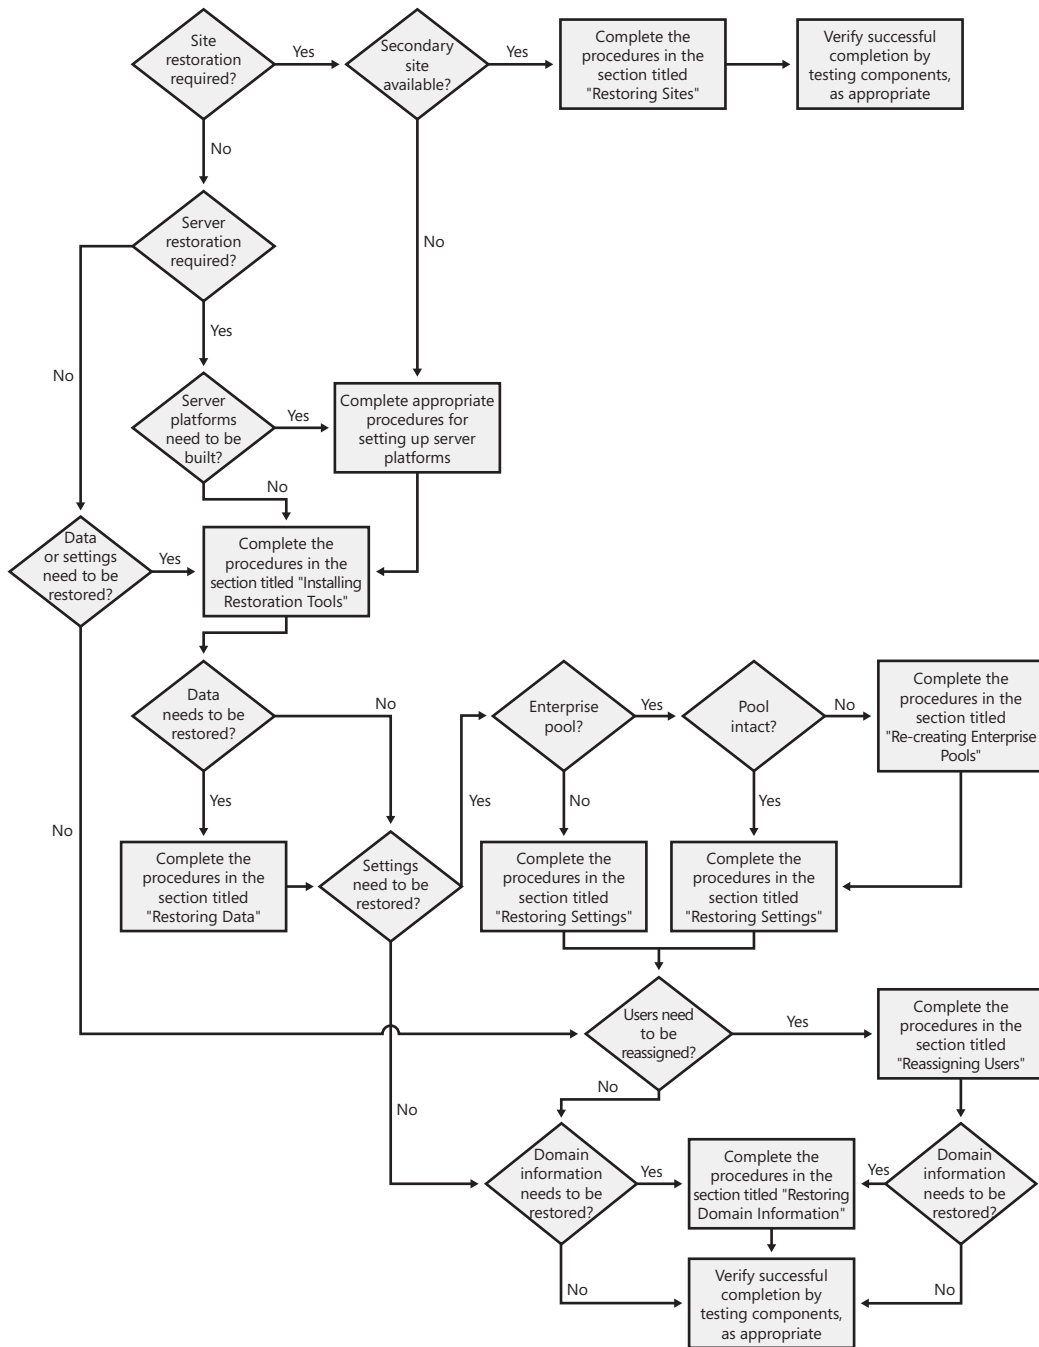 Site
restoration
required?
Yes
Secondary
site
available?
Yes
Complete the
procedures in the
section titled
"Restoring Sites"
Verify successful
completion by
testing components,
as appropriate
No
Server
restoration
required?
No
Yes
No
Server
platforms
need to be
built?
Yes
Complete appropriate
procedures for
setting up server
platforms
No
Data
or settings
need to be
restored?
Yes
Complete the
procedures in the
section titled "Installing
Restoration Tools"
Data
needs to be
restored?
No
Enterprise
pool?
Yes
Pool
intact?
No
Complete the
procedures in the
section titled
"Re-creating Enterprise
Pools"
Yes
Yes
No
Yes
No
Complete the
procedures in the
section titled
"Restoring Data"
Settings
need to be
restored?
Complete the
procedures in the
section titled
"Restoring Settings"
Complete the
procedures in the
section titled
"Restoring Settings"
Users need
to be
reassigned?
Yes
Complete the
procedures in the
section titled
"Reassigning Users"
No
No
Domain
information
needs to be
restored?
Yes
Complete the
procedures in the
section titled "Restoring
Domain Information"
Yes
Domain
information
needs to be
restored?
No
Verify successful
completion by
testing components,
as appropriate
No